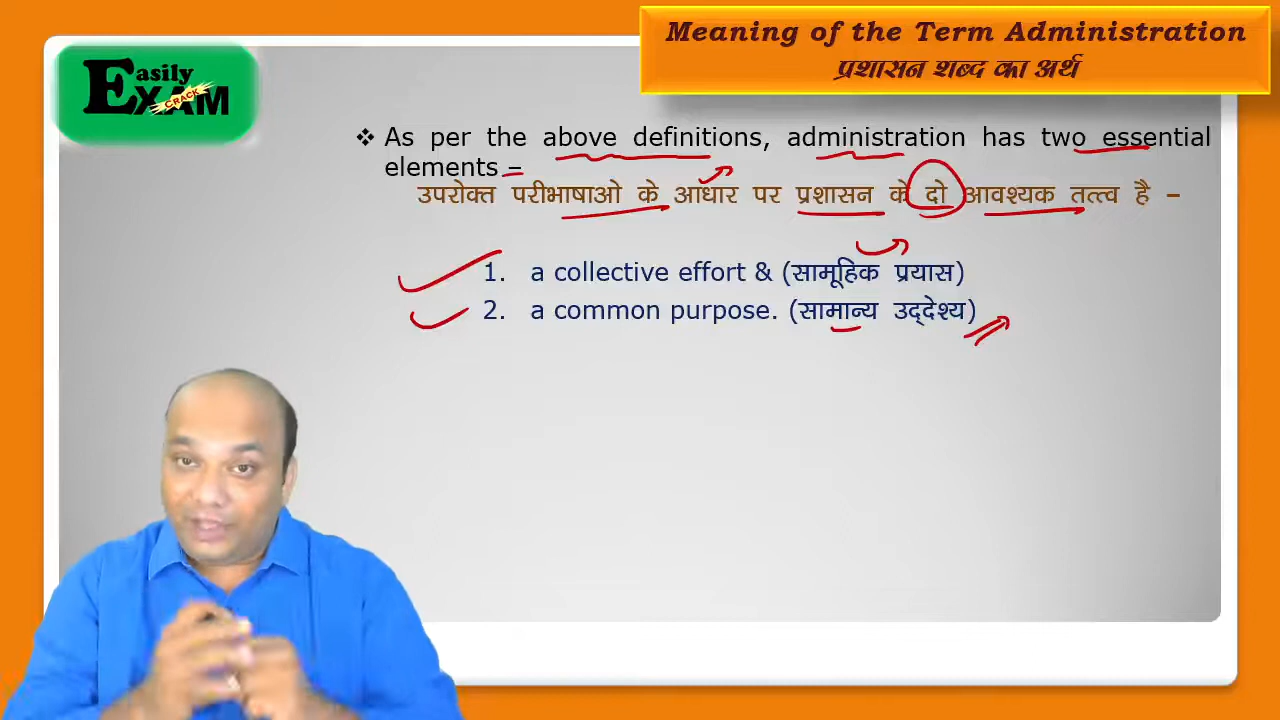 Meaning of the Term Administration
प्रशासन शब्द का अर्थ
Easily
EXAM
CRACK
❖ As per the above definitions, administration has two essential
elements –
उपरोक्त परीभाषाओ के आधार पर प्रशासन के दो आवश्यक तत्त्व है –
1. a collective effort & (सामूहिक प्रयास)
2. a common purpose. (सामान्य उद्देश्य)